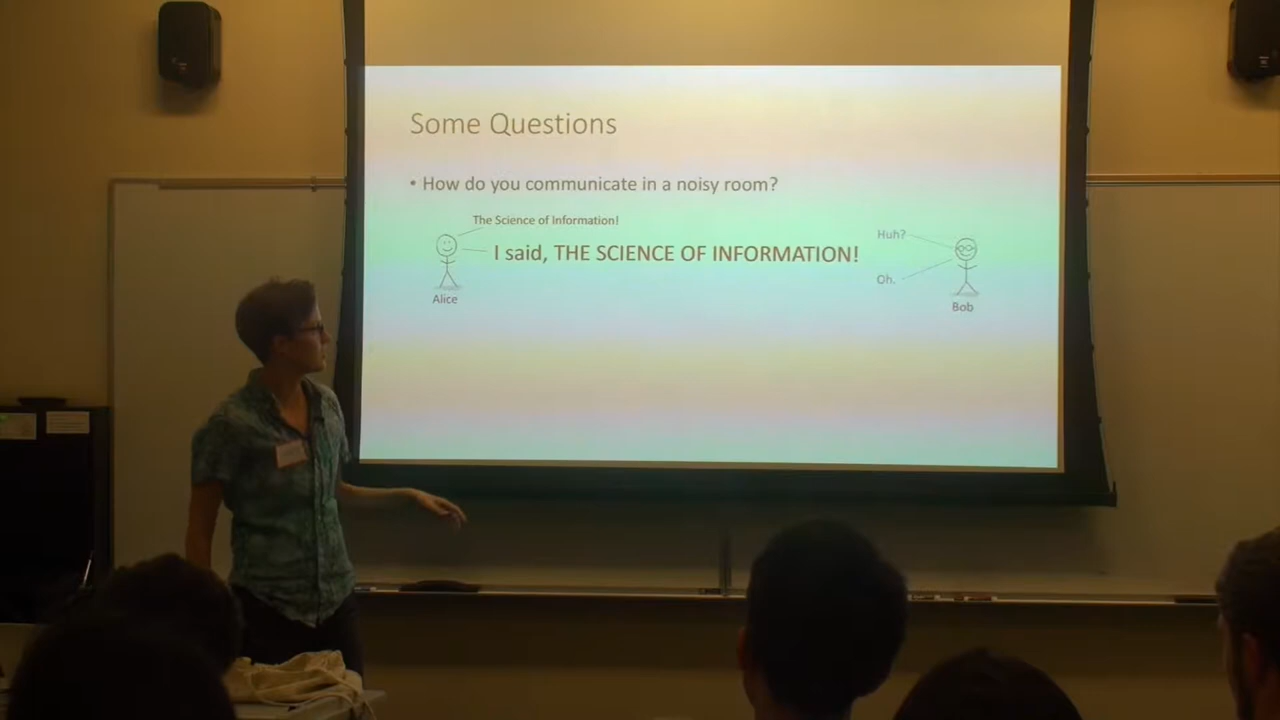 Some Questions
• How do you communicate in a noisy room?
The Science of Information!
I said, THE SCIENCE OF INFORMATION!
Huh?
Oh.
Alice
Bob